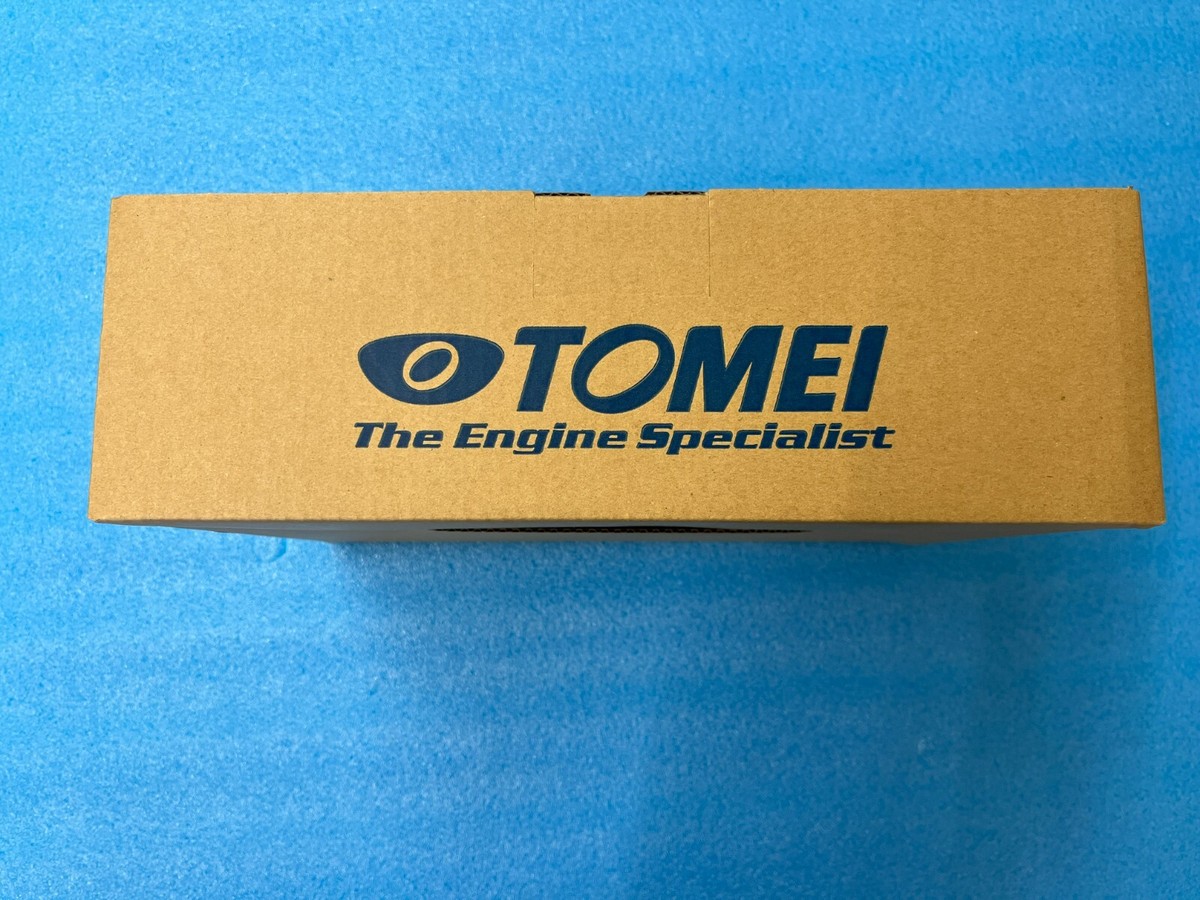 TOMEI
The Engine Specialist